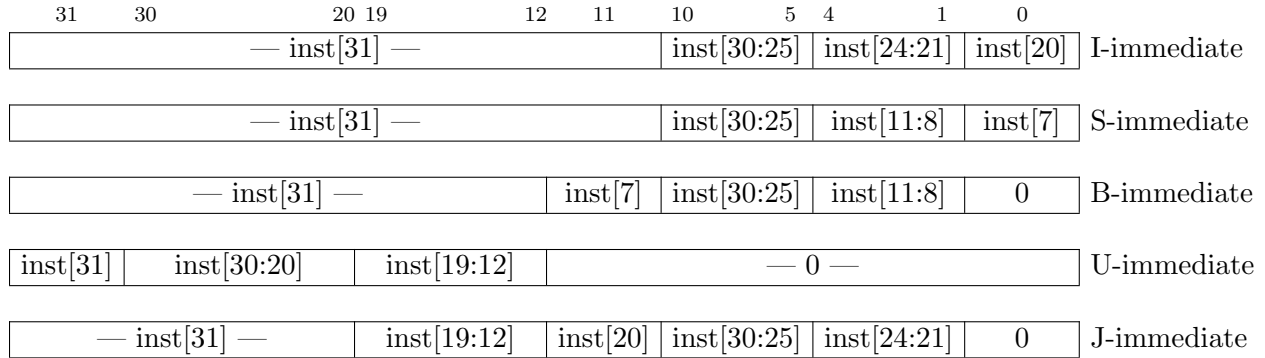 31 30 20 19 12 11 10 5 4 1 0
— inst[31] — inst[30:25] inst[24:21] inst[20] I-immediate
— inst[31] — inst[30:25] inst[11:8] inst[7] S-immediate
— inst[31] — inst[7] inst[30:25] inst[11:8] 0 B-immediate
inst[31] inst[30:20] inst[19:12] — 0 — U-immediate
— inst[31] — inst[19:12] inst[20] inst[30:25] inst[24:21] 0 J-immediate